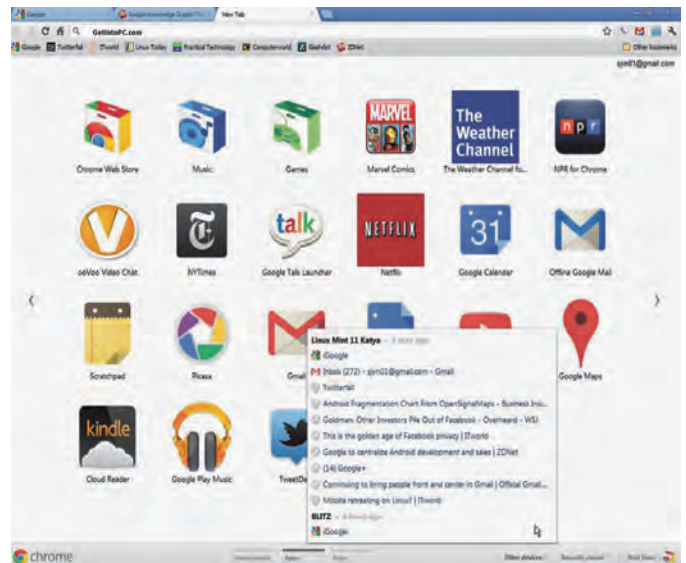 Google
New Tab
GetIntoPC.com
Google Twitterfall ITworld Linux Today Practical Technology Computerworld Slashdot ZDNet Other bookmarks
sjvn01@gmail.com
MARVEL The Weather Channel npr
Chrome Web Store Music Games Marvel Comics The Weather Channel fo... NPR for Chrome
talk NETFLIX 31
ooVoo Video Chat NYTimes Google Talk Launcher Netflix Google Calendar Offline Google Mail
Scratchpad Picasa Gmail Google Maps
Linux Mint 11 Katya
iGoogle
Inbox (272) - sjvn01@gmail.com - Gmail
Twitterfall
Android Fragmentation Chart From OpenSignalMaps - Business Insi...
Goldman: Other Investors Pile Out of Facebook - Overheard - WSJ
This is the golden age of Facebook privacy | ITworld
Google to centralize Android development and sales | ZDNet
(14) Google+
Continuing to bring people front and center in Gmail | Official Gmail...
Mozilla retreating on Linux? | ITworld
BLITZ
iGoogle
kindle
Cloud Reader Google Play Music TweetDe
chrome Other devices Recently closed Web Store